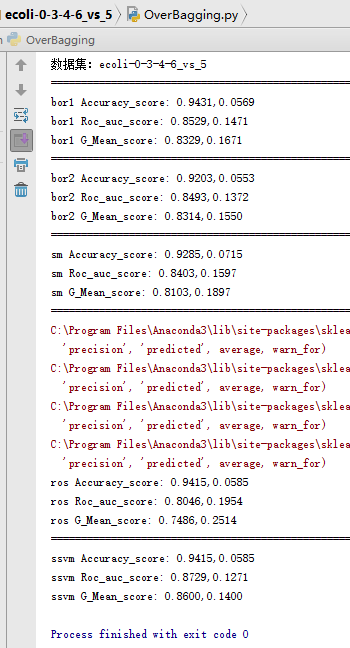 ecoli-0-3-4-6_vs_5 OverBagging.py
OverBagging
数据集: ecoli-0-3-4-6_vs_5
==================================================
bor1 Accuracy_score: 0.9431,0.0569
bor1 Roc_auc_score: 0.8529,0.1471
bor1 G_Mean_score: 0.8329,0.1671
==================================================
bor2 Accuracy_score: 0.9203,0.0553
bor2 Roc_auc_score: 0.8493,0.1372
bor2 G_Mean_score: 0.8314,0.1550
==================================================
sm Accuracy_score: 0.9285,0.0715
sm Roc_auc_score: 0.8403,0.1597
sm G_Mean_score: 0.8103,0.1897
==================================================
C:\Program Files\Anaconda3\lib\site-packages\sklea
'precision', 'predicted', average, warn_for)
C:\Program Files\Anaconda3\lib\site-packages\sklea
'precision', 'predicted', average, warn_for)
C:\Program Files\Anaconda3\lib\site-packages\sklea
'precision', 'predicted', average, warn_for)
C:\Program Files\Anaconda3\lib\site-packages\sklea
'precision', 'predicted', average, warn_for)
ros Accuracy_score: 0.9415,0.0585
ros Roc_auc_score: 0.8046,0.1954
ros G_Mean_score: 0.7486,0.2514
==================================================
ssvm Accuracy_score: 0.9415,0.0585
ssvm Roc_auc_score: 0.8729,0.1271
ssvm G_Mean_score: 0.8600,0.1400
Process finished with exit code 0